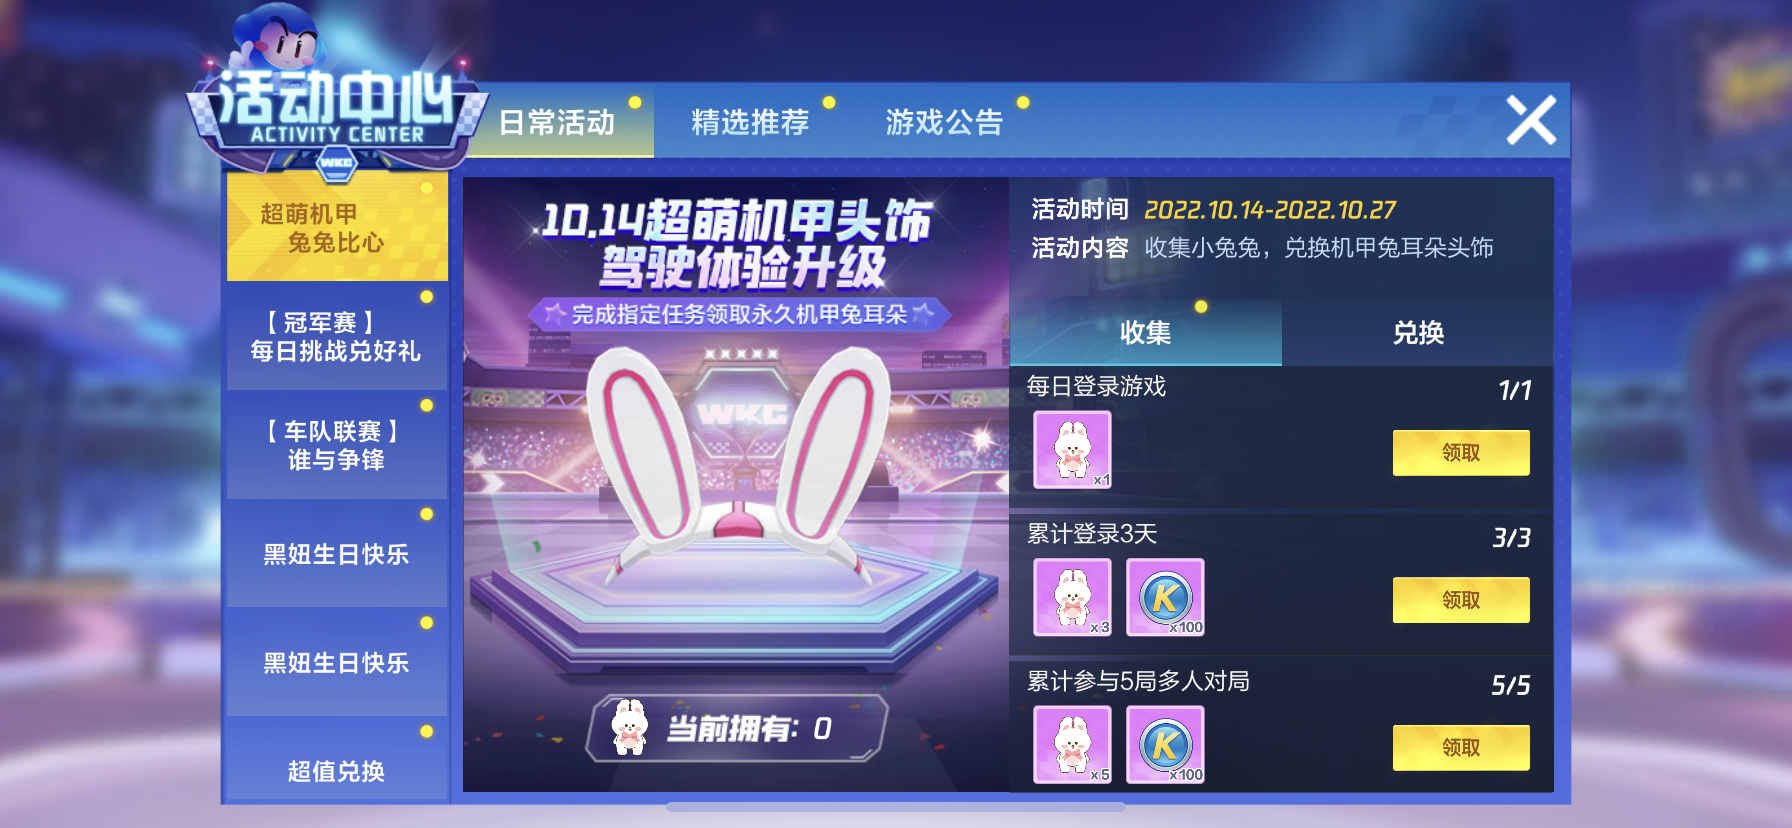 活动中心
ACTIVITY CENTER
WKC
日常活动
精选推荐
游戏公告
超萌机甲
兔兔比心
【冠军赛】
每日挑战兑好礼
【车队联赛】
谁与争锋
黑妞生日快乐
黑妞生日快乐
超值兑换
10.14超萌机甲头饰
驾驶体验升级
完成指定任务领取永久机甲兔耳朵
WKC
当前拥有: 0
活动时间 2022.10.14-2022.10.27
活动内容 收集小兔兔，兑换机甲兔耳朵头饰
收集
兑换
每日登录游戏
1/1
x1
领取
累计登录3天
3/3
x3
K
x100
领取
累计参与5局多人对局
5/5
x5
K
x100
领取